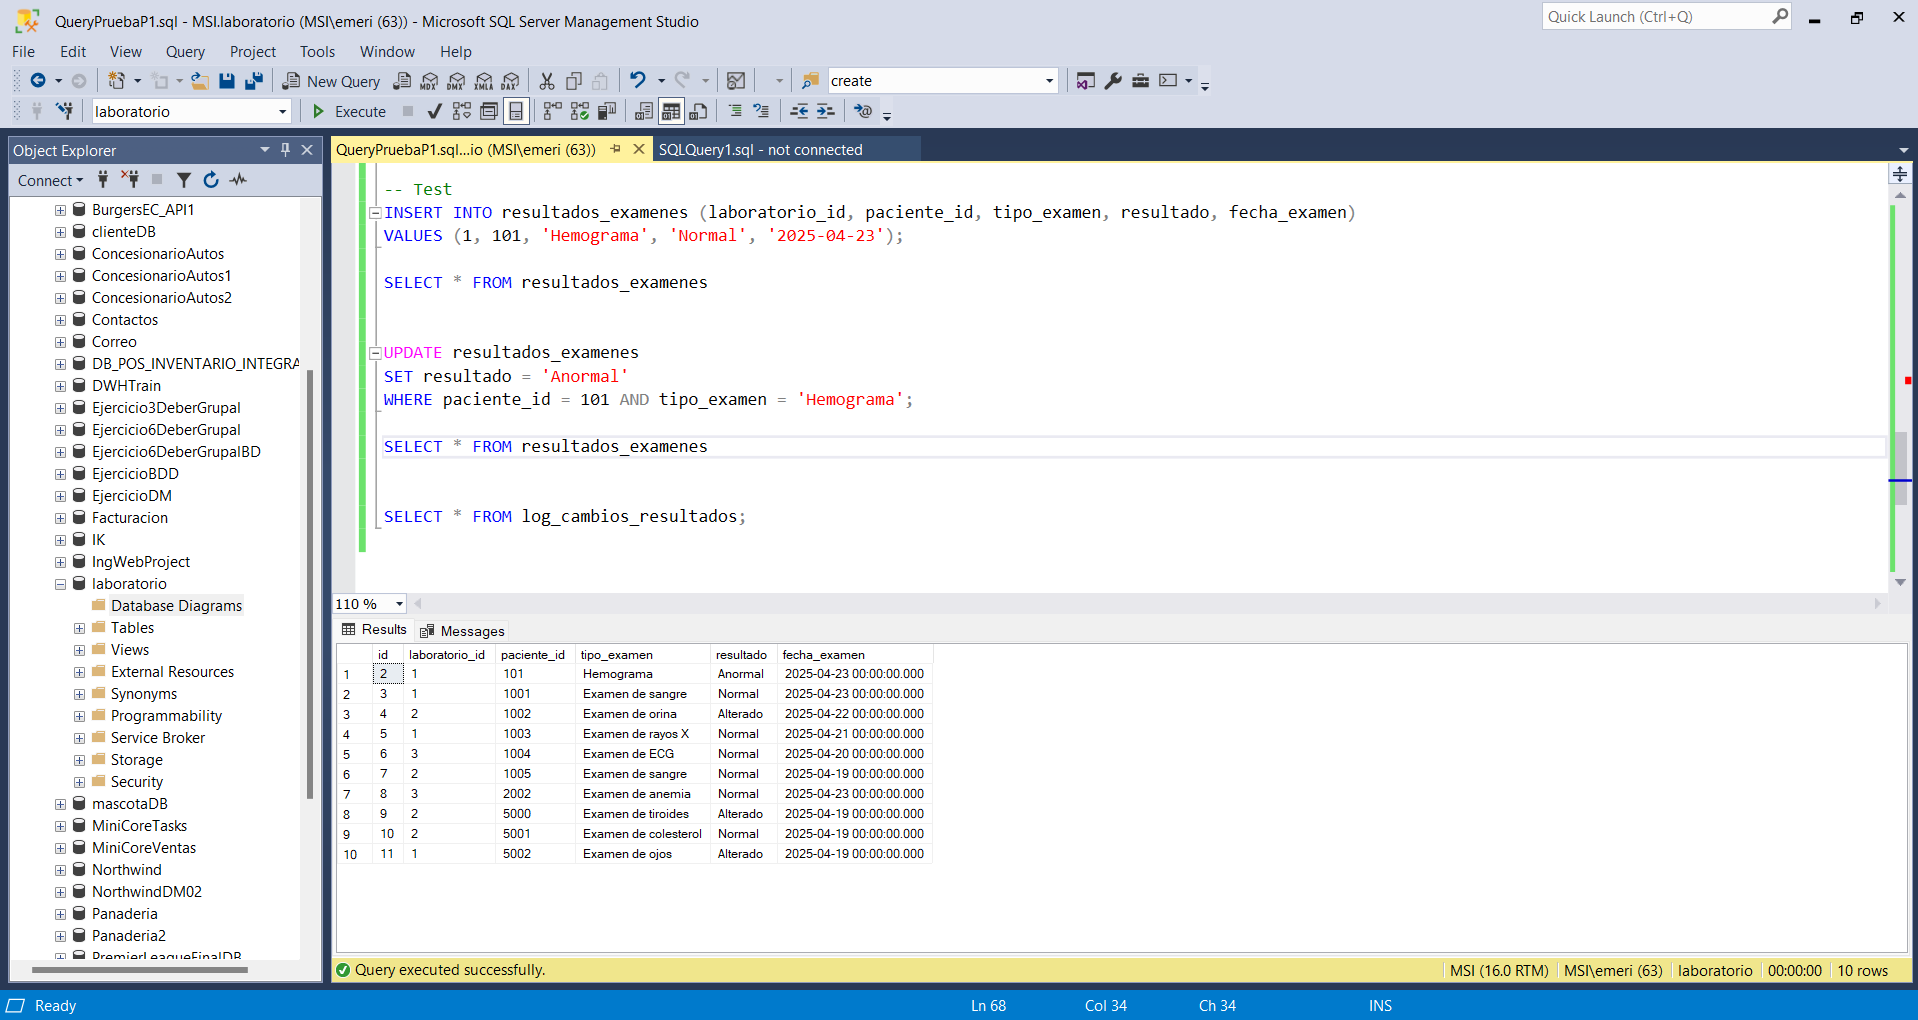 QueryPruebaP1.sql - MSI.laboratorio (MSI\emeri (63)) - Microsoft SQL Server Management Studio
Quick Launch (Ctrl+Q)
File Edit View Query Project Tools Window Help
New Query MDX DMX XMLA DAX create
laboratorio Execute
Object Explorer
Connect
BurgersEC_API1
clienteDB
ConcesionarioAutos
ConcesionarioAutos1
ConcesionarioAutos2
Contactos
Correo
DB_POS_INVENTARIO_INTEGRA
DWHTrain
Ejercicio3DeberGrupal
Ejercicio6DeberGrupal
Ejercicio6DeberGrupalBD
EjercicioBDD
EjercicioDM
Facturacion
IK
IngWebProject
laboratorio
Database Diagrams
Tables
Views
External Resources
Synonyms
Programmability
Service Broker
Storage
Security
mascotaDB
MiniCoreTasks
MiniCoreVentas
Northwind
NorthwindDM02
Panaderia
Panaderia2
PremierLeagueFinalDB
QueryPruebaP1.sql...io (MSI\emeri (63)) SQLQuery1.sql - not connected
-- Test
INSERT INTO resultados_examenes (laboratorio_id, paciente_id, tipo_examen, resultado, fecha_examen)
VALUES (1, 101, 'Hemograma', 'Normal', '2025-04-23');
SELECT * FROM resultados_examenes
UPDATE resultados_examenes
SET resultado = 'Anormal'
WHERE paciente_id = 101 AND tipo_examen = 'Hemograma';
SELECT * FROM resultados_examenes
SELECT * FROM log_cambios_resultados;
110 %
Results Messages
id laboratorio_id paciente_id tipo_examen resultado fecha_examen
1 2 1 101 Hemograma Anormal 2025-04-23 00:00:00.000
2 3 1 1001 Examen de sangre Normal 2025-04-23 00:00:00.000
3 4 2 1002 Examen de orina Alterado 2025-04-22 00:00:00.000
4 5 1 1003 Examen de rayos X Normal 2025-04-21 00:00:00.000
5 6 3 1004 Examen de ECG Normal 2025-04-20 00:00:00.000
6 7 2 1005 Examen de sangre Normal 2025-04-19 00:00:00.000
7 8 3 2002 Examen de anemia Normal 2025-04-23 00:00:00.000
8 9 2 5000 Examen de tiroides Alterado 2025-04-19 00:00:00.000
9 10 2 5001 Examen de colesterol Normal 2025-04-19 00:00:00.000
10 11 1 5002 Examen de ojos Alterado 2025-04-19 00:00:00.000
Query executed successfully. MSI (16.0 RTM) MSI\emeri (63) laboratorio 00:00:00 10 rows
Ready Ln 68 Col 34 Ch 34 INS